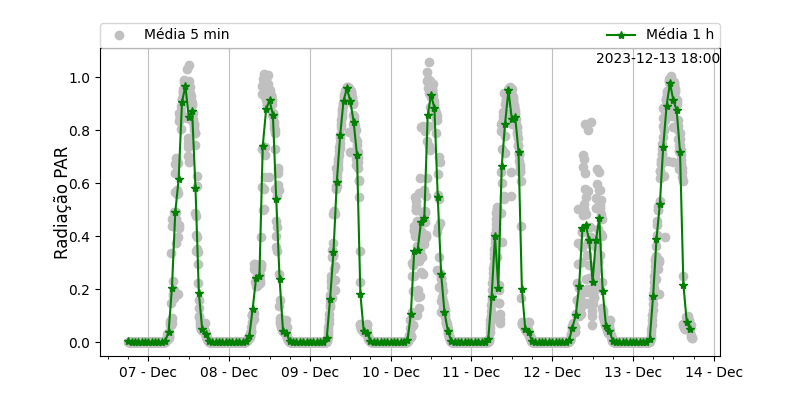 Média 5 min
Média 1 h
2023-12-13 18:00
Radiação PAR
1.0
0.8
0.6
0.4
0.2
0.0
07 - Dec
08 - Dec
09 - Dec
10 - Dec
11 - Dec
12 - Dec
13 - Dec
14 - Dec